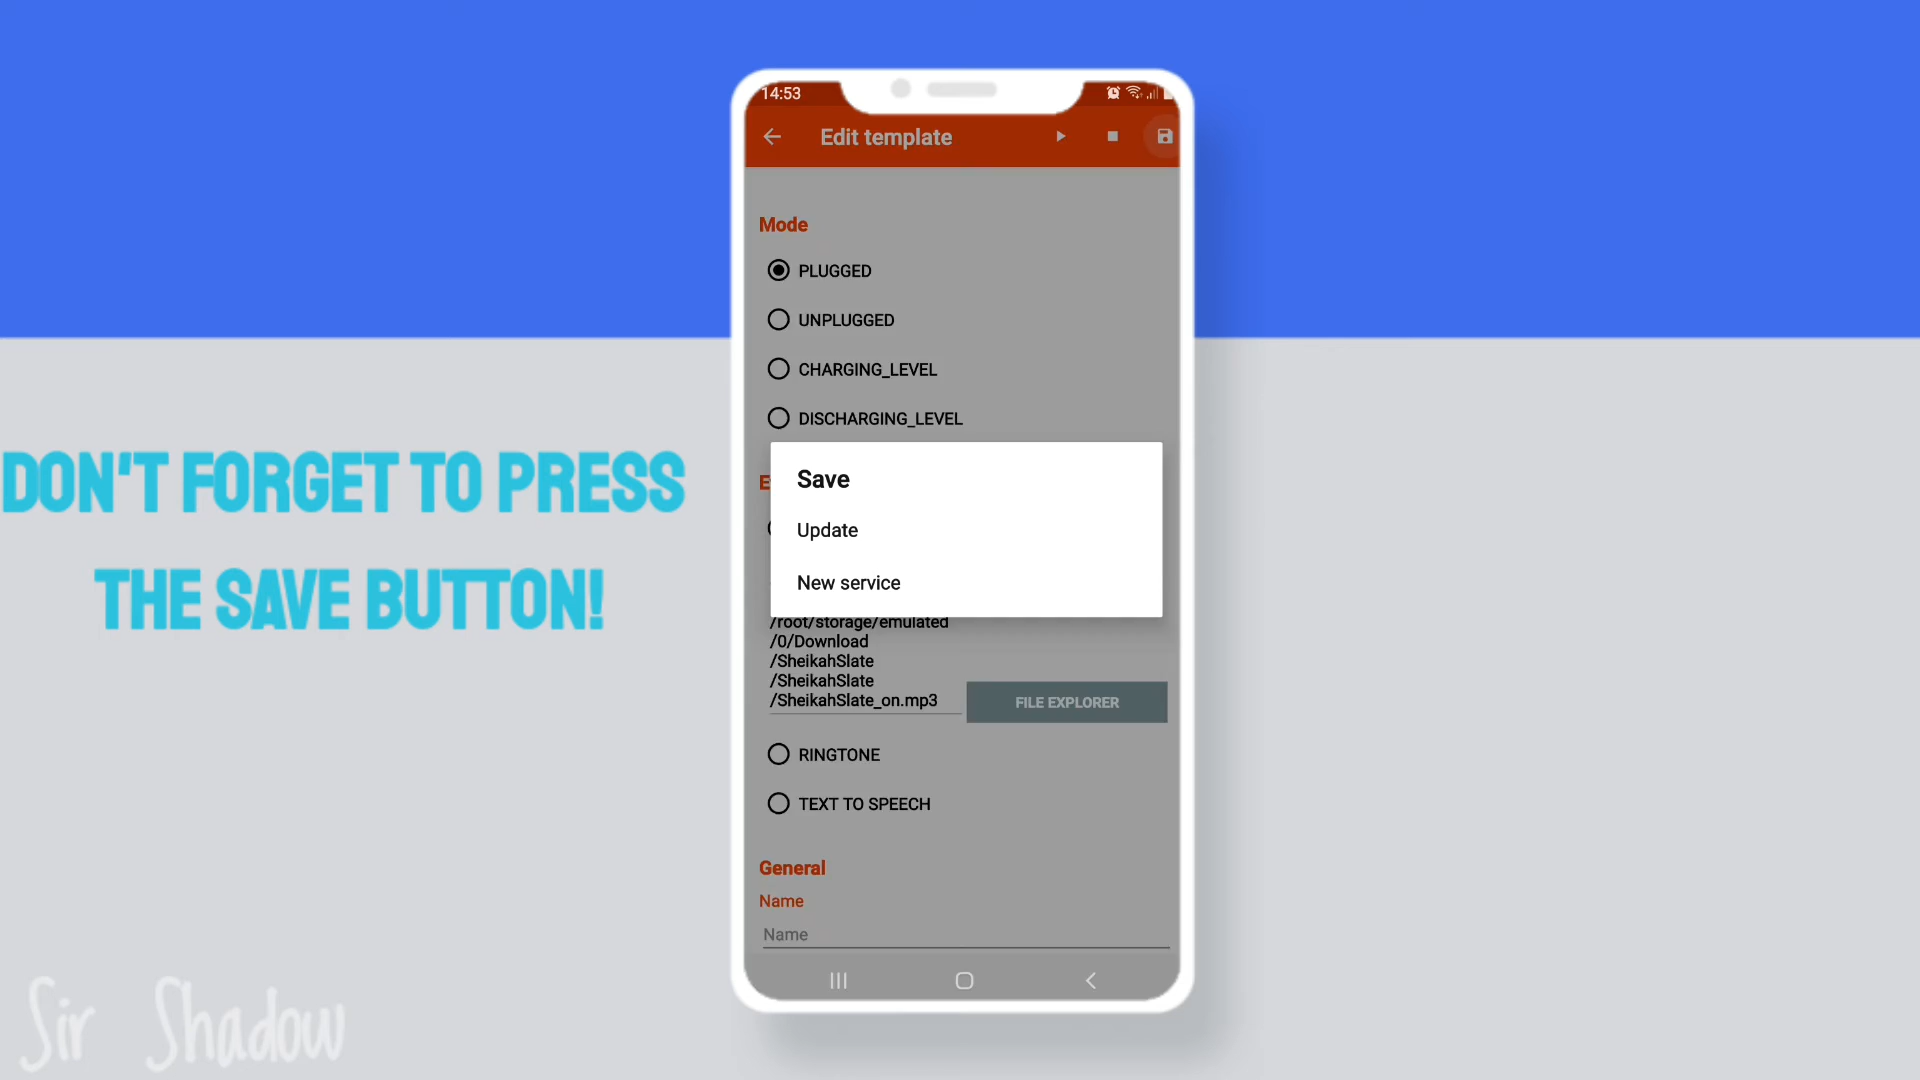 14:53
Edit template
Mode
PLUGGED
UNPLUGGED
CHARGING_LEVEL
DISCHARGING_LEVEL
DON'T FORGET TO PRESS
THE SAVE BUTTON!
Save
Update
New service
/root/storage/emulated
/0/Download
/SheikahSlate
/SheikahSlate
/SheikahSlate_on.mp3
FILE EXPLORER
RINGTONE
TEXT TO SPEECH
General
Name
Name
Sir Shadow